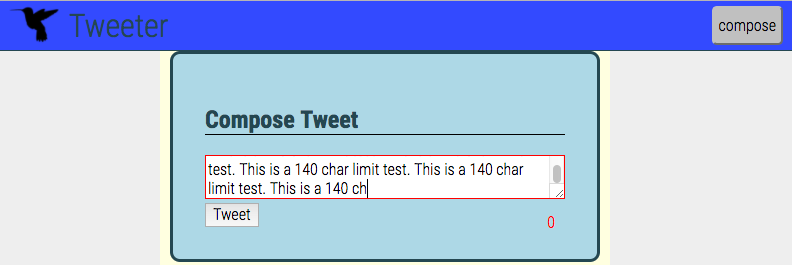 Tweeter
compose
Compose Tweet
test. This is a 140 char limit test. This is a 140 char
limit test. This is a 140 ch
Tweet
0